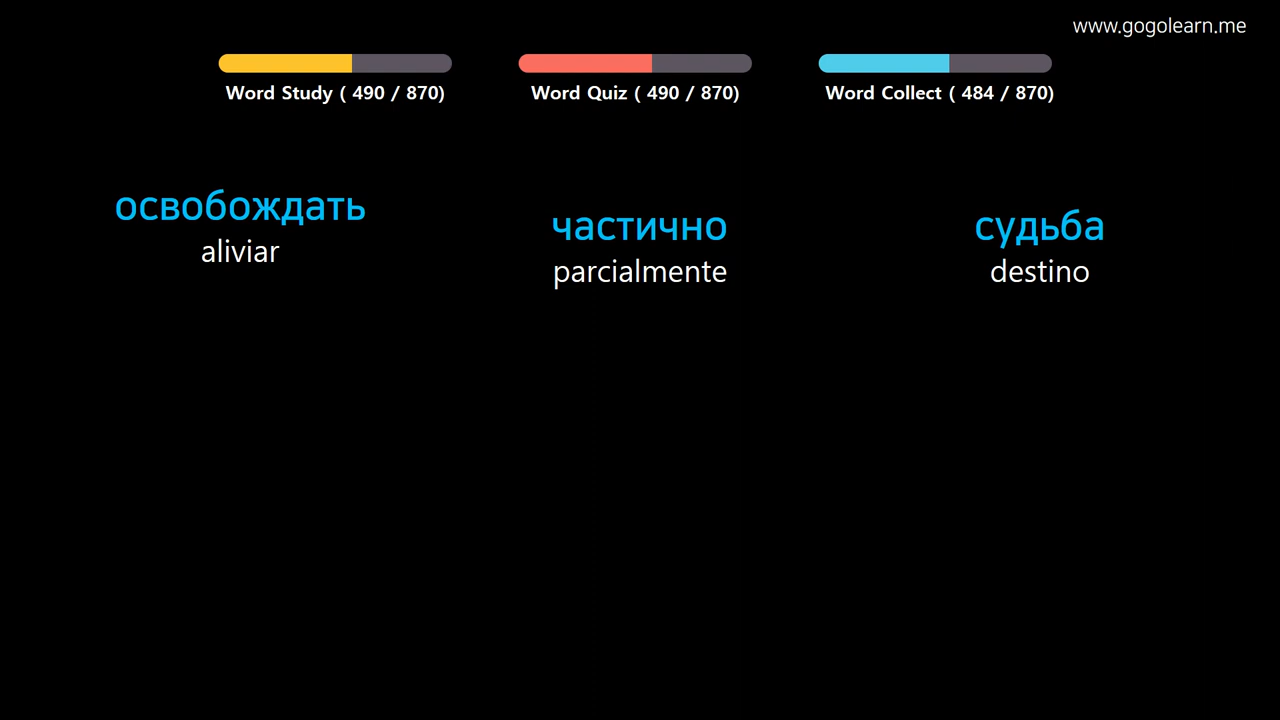 www.gogolearn.me
Word Study ( 490 / 870)
Word Quiz ( 490 / 870)
Word Collect ( 484 / 870)
освобождать
aliviar
частично
parcialmente
судьба
destino